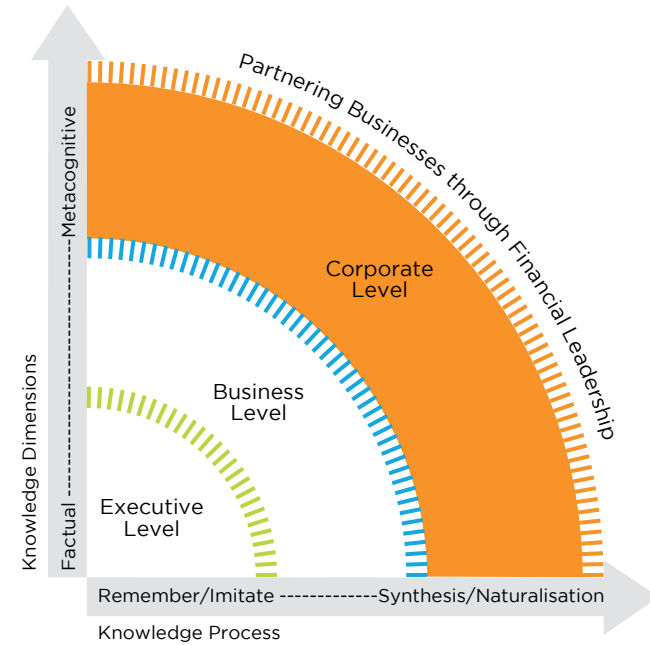 Partnering Businesses through Financial Leadership
Corporate
Level
Business
Level
Executive
Level
Knowledge Dimensions
Factual -----------------------Metacognitive
Remember/Imitate -------------Synthesis/Naturalisation
Knowledge Process